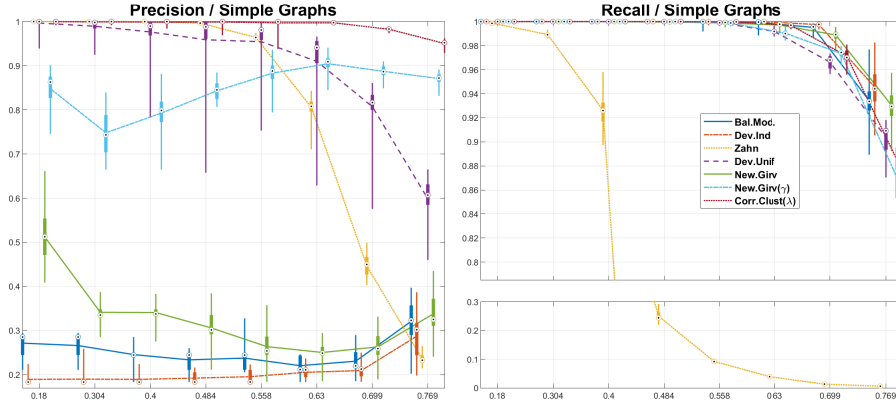 Precision / Simple Graphs
1
0.9
0.8
0.7
0.6
0.5
0.4
0.3
0.2
0.18 0.304 0.4 0.484 0.558 0.63 0.699 0.769
Recall / Simple Graphs
1
0.98
0.96
0.94
0.92
0.9
0.88
0.86
0.84
0.82
0.8
Bal.Mod.
Dev.Ind
Zahn
Dev.Unif
New.Girv
New.Girv(γ)
Corr.Clust(λ)
0.3
0.2
0.1
0
0.18 0.304 0.4 0.484 0.558 0.63 0.699 0.769